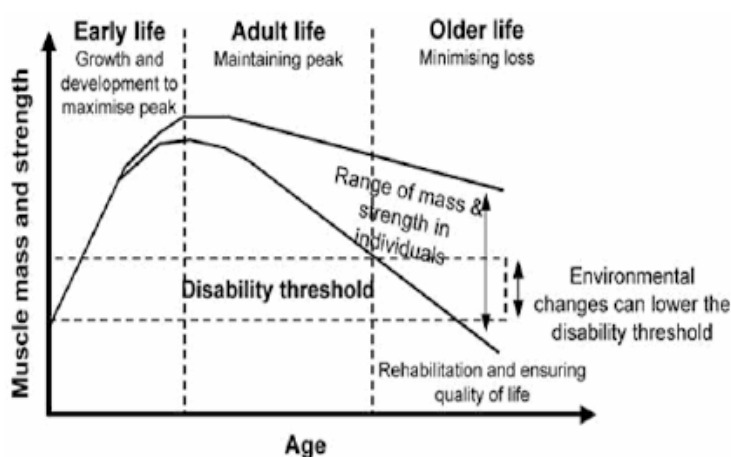 Early life
Growth and
development to
maximise peak
Adult life
Maintaining peak
Older life
Minimising loss
Muscle mass and strength
Range of mass &
strength in
individuals
Disability threshold
Environmental
changes can lower the
disability threshold
Rehabilitation and ensuring
quality of life
Age